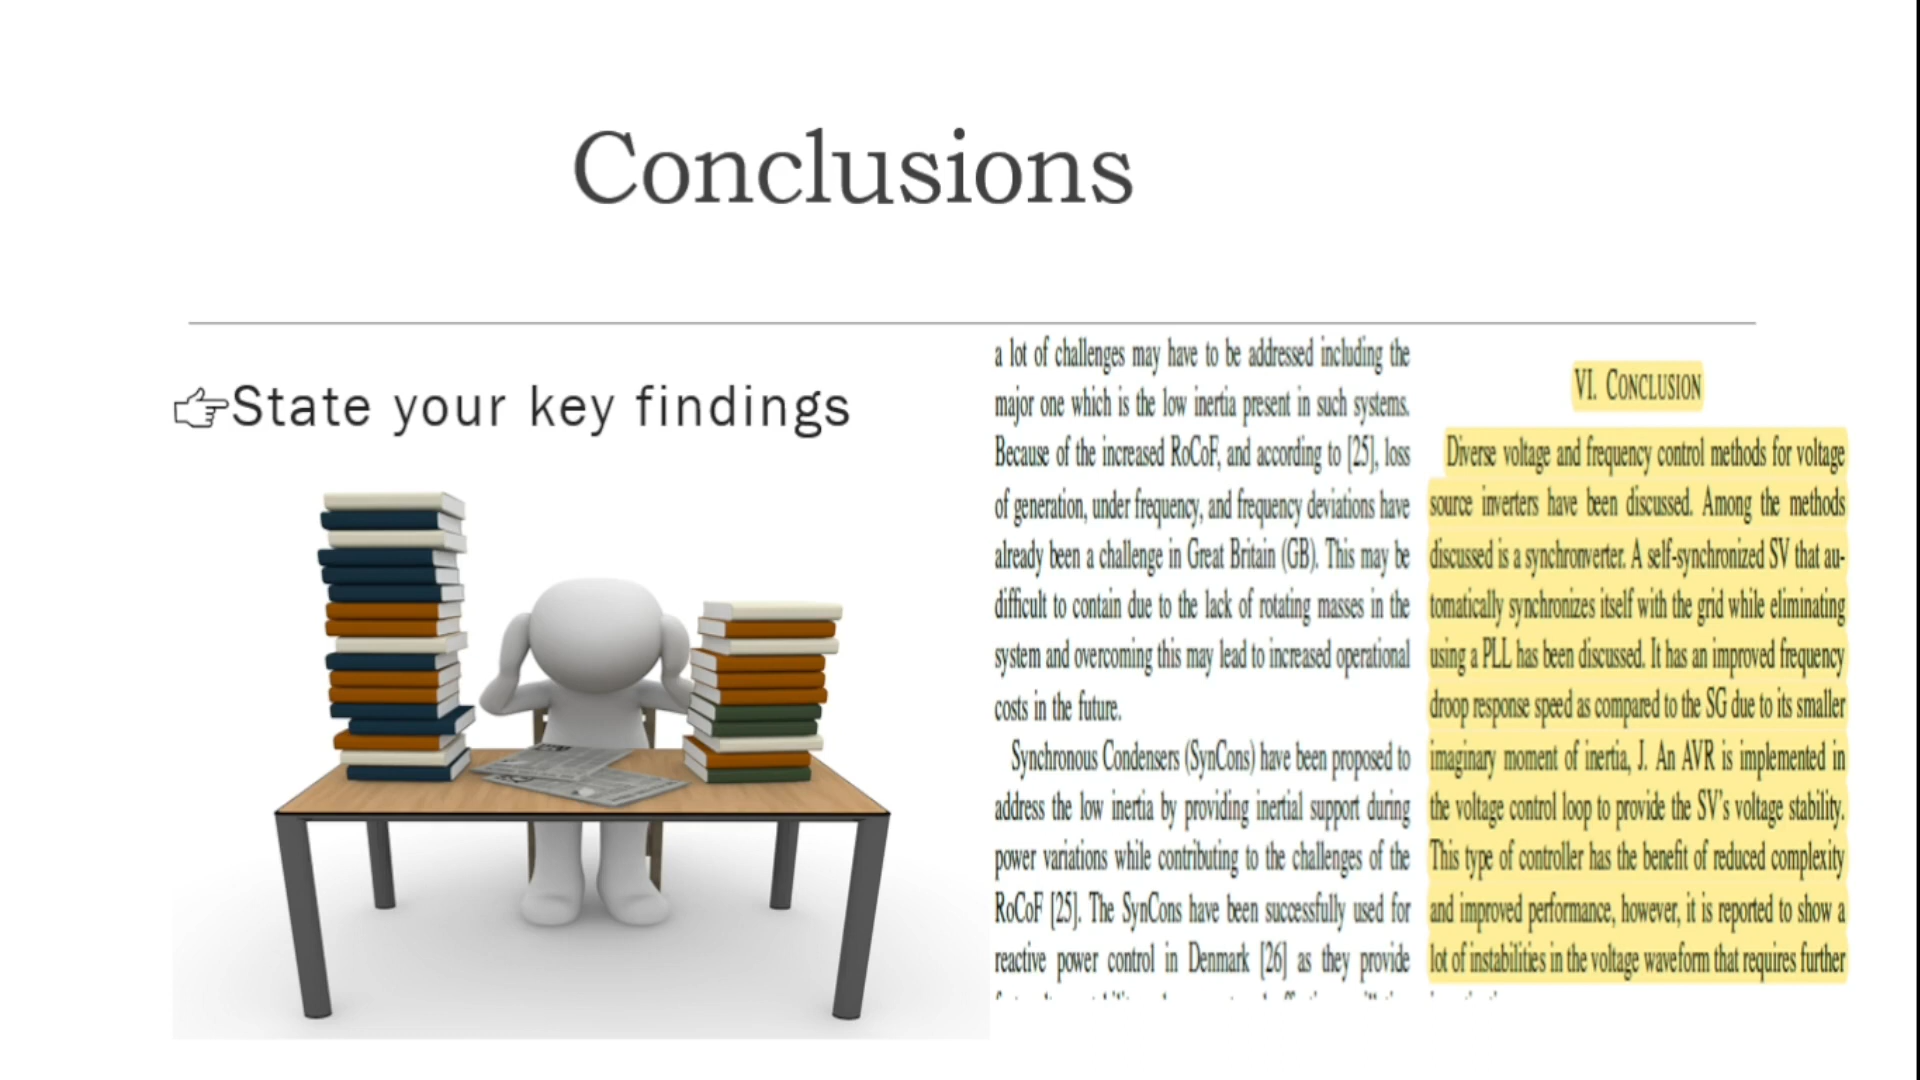 Conclusions
☞State your key findings
a lot of challenges may have to be addressed including the
major one which is the low inertia present in such systems.
Because of the increased RoCoF, and according to [25], loss
of generation, under frequency, and frequency deviations have
already been a challenge in Great Britain (GB). This may be
difficult to contain due to the lack of rotating masses in the
system and overcoming this may lead to increased operational
costs in the future.
Synchronous Condensers (SynCons) have been proposed to
address the low inertia by providing inertial support during
power variations while contributing to the challenges of the
RoCoF [25]. The SynCons have been successfully used for
reactive power control in Denmark [26] as they provide
VI. CONCLUSION
Diverse voltage and frequency control methods for voltage
source inverters have been discussed. Among the methods
discussed is a synchronverter. A self-synchronized SV that au-
tomatically synchronizes itself with the grid while eliminating
using a PLL has been discussed. It has an improved frequency
droop response speed as compared to the SG due to its smaller
imaginary moment of inertia, J. An AVR is implemented in
the voltage control loop to provide the SV's voltage stability.
This type of controller has the benefit of reduced complexity
and improved performance, however, it is reported to show a
lot of instabilities in the voltage waveform that requires further